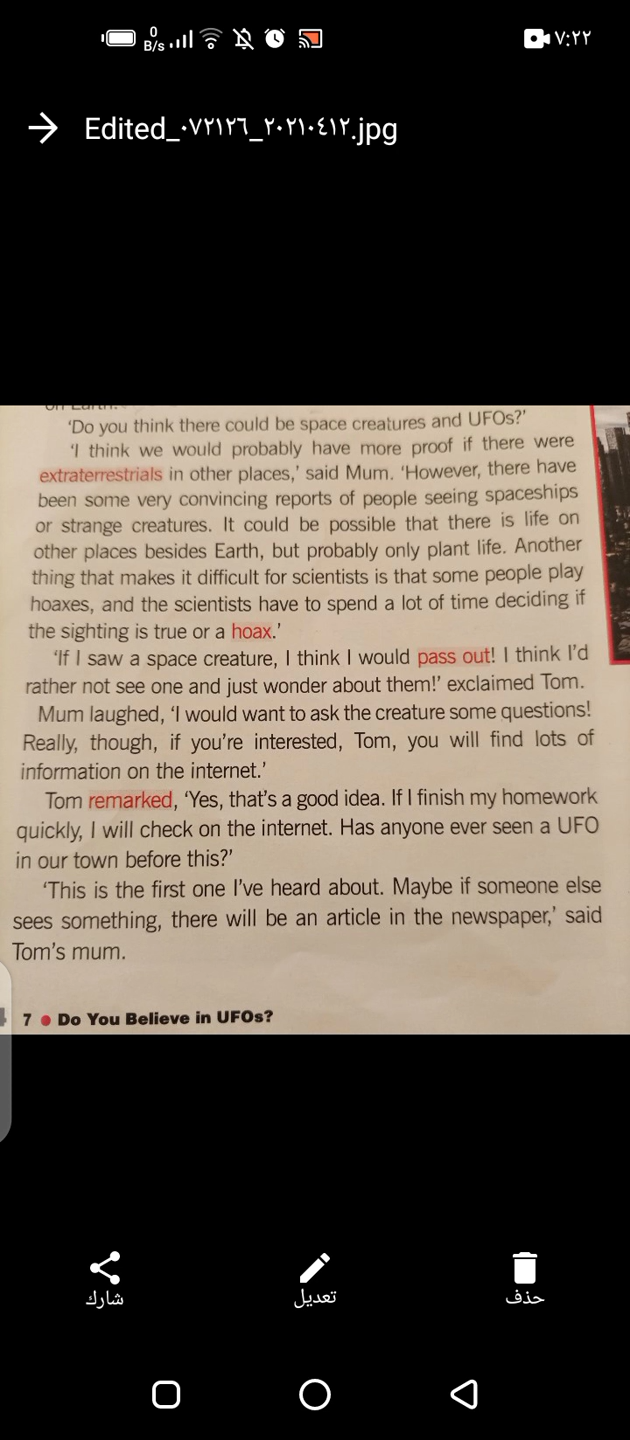 0
B/s
٧:٢٢
Edited_٠٧٢١٢٦_٢٠٢١٠٤١٢.jpg
on Earth.
'Do you think there could be space creatures and UFOs?'
'I think we would probably have more proof if there were
extraterrestrials in other places,' said Mum. 'However, there have
been some very convincing reports of people seeing spaceships
or strange creatures. It could be possible that there is life on
other places besides Earth, but probably only plant life. Another
thing that makes it difficult for scientists is that some people play
hoaxes, and the scientists have to spend a lot of time deciding if
the sighting is true or a hoax.'
'If I saw a space creature, I think I would pass out! I think I'd
rather not see one and just wonder about them!' exclaimed Tom.
Mum laughed, 'I would want to ask the creature some questions!
Really, though, if you're interested, Tom, you will find lots of
information on the internet.'
Tom remarked, 'Yes, that's a good idea. If I finish my homework
quickly, I will check on the internet. Has anyone ever seen a UFO
in our town before this?'
'This is the first one I've heard about. Maybe if someone else
sees something, there will be an article in the newspaper,' said
Tom's mum.
7 • Do You Believe in UFOs?
شارك
تعديل
حذف